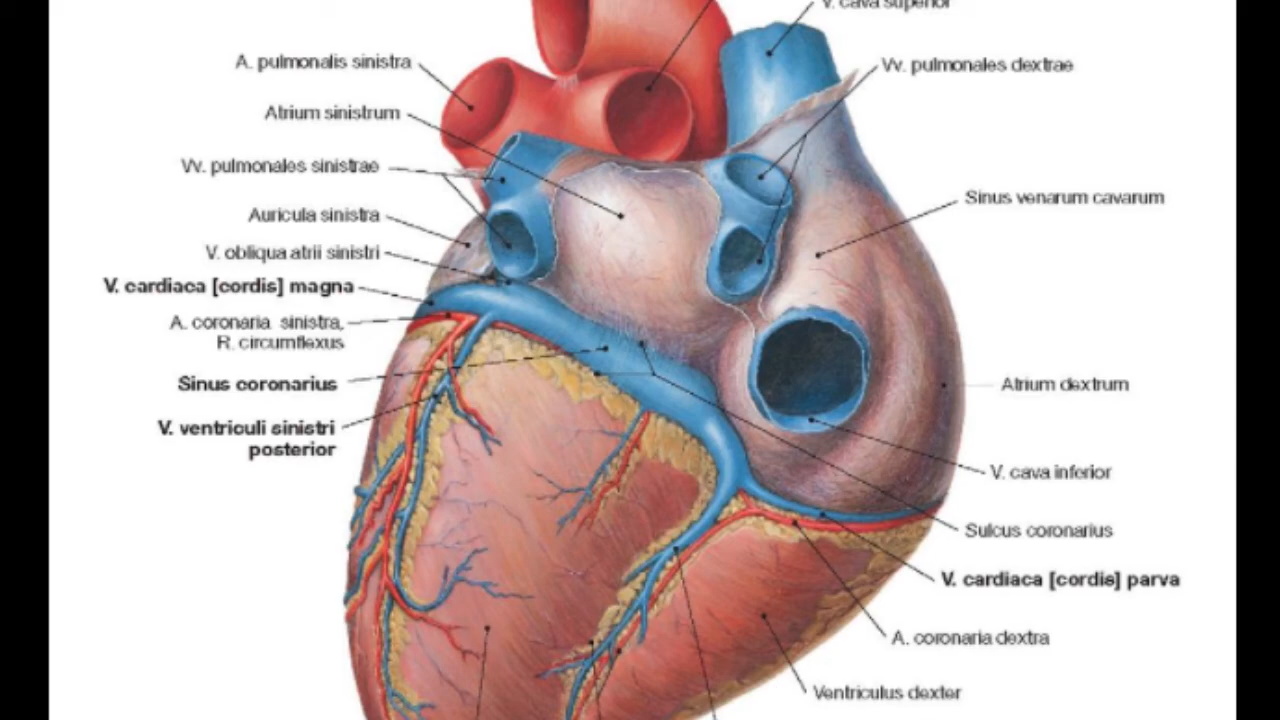 V. cava superior
A. pulmonalis sinistra
Vv. pulmonales dextrae
Atrium sinistrum
Vv. pulmonales sinistrae
Sinus venarum cavarum
Auricula sinistra
V. obliqua atrii sinistri
V. cardiaca [cordis] magna
A. coronaria sinistra,
R. circumflexus
Sinus coronarius
Atrium dextrum
V. ventriculi sinistri
posterior
V. cava inferior
Sulcus coronarius
V. cardiaca [cordis] parva
A. coronaria dextra
Ventriculus dexter